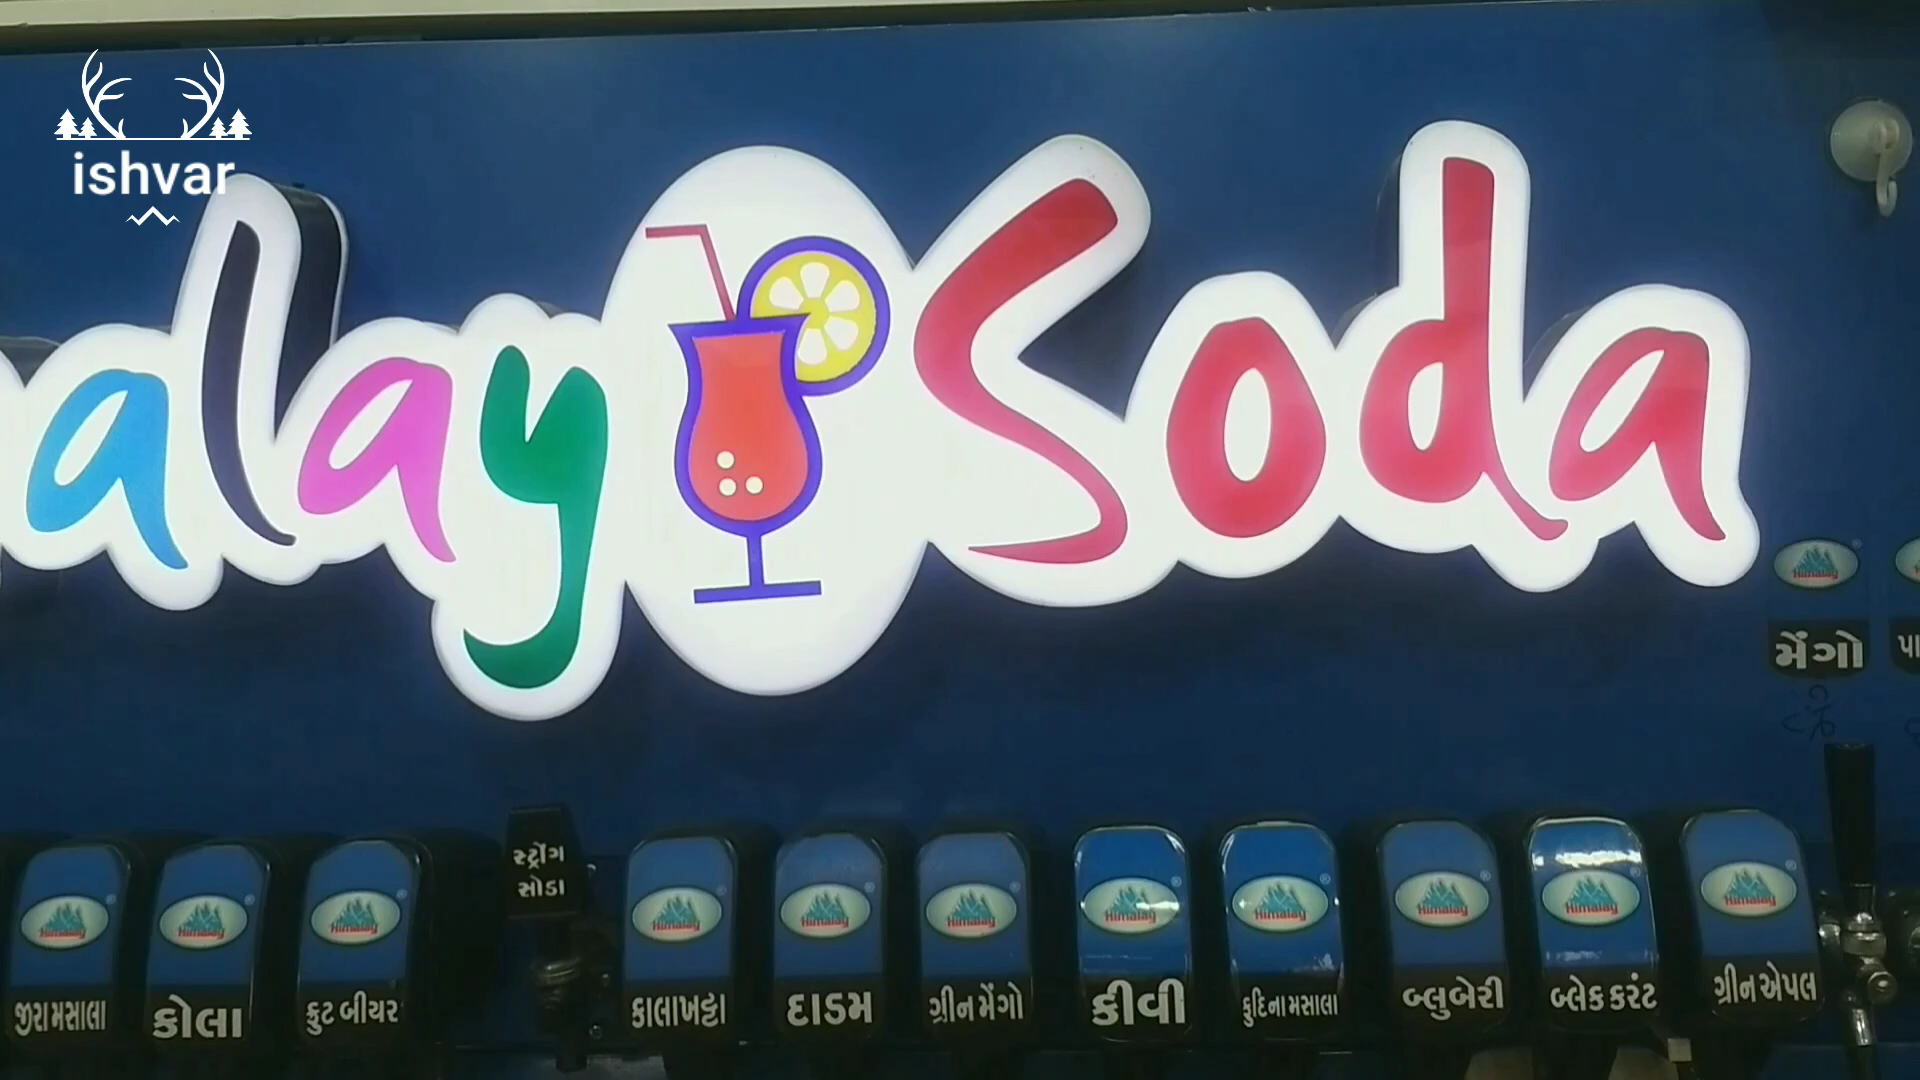 ishvar
alay Soda
Himalay
મેંગો
સ્ટ્રોંગ
સોડા
Himalay
Himalay
Himalay
Himalay
Himalay
Himalay
Himalay
Himalay
Himalay
Himalay
Himalay
જીરા મસાલા
કોલા
ફ્રુટ બીયર
કાલાખટ્ટા
દાડમ
ગ્રીન મેંગો
કીવી
ફુદિના મસાલા
બ્લુબેરી
બ્લેક કરંટ
ગ્રીન એપલ